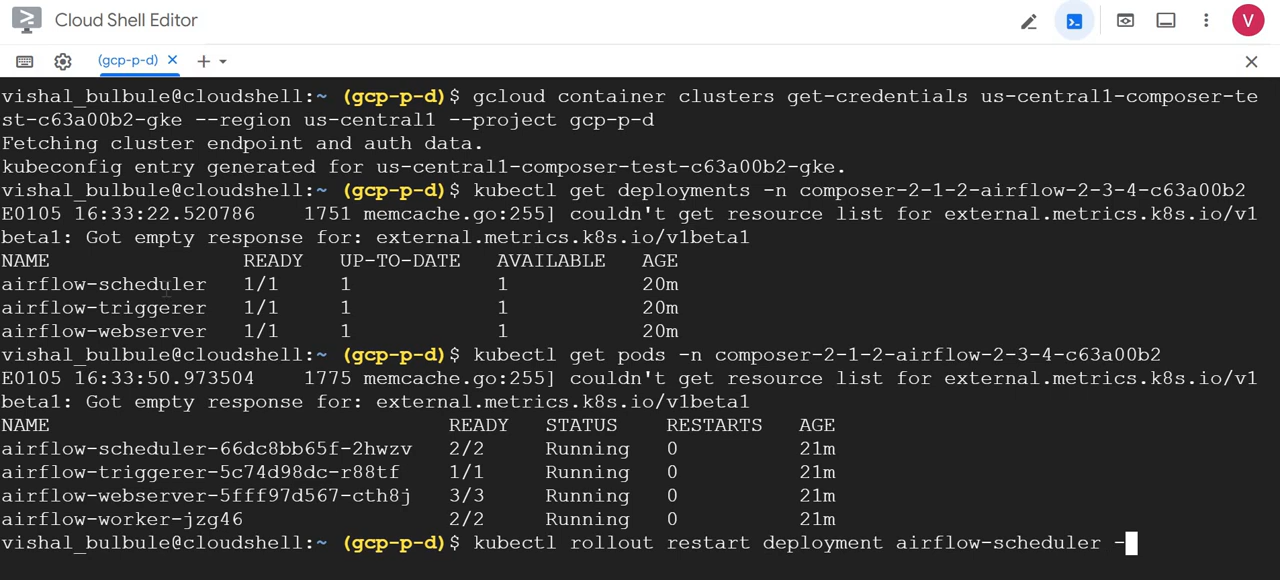 Cloud Shell Editor
V
(gcp-p-d)
vishal_bulbule@cloudshell:~ (gcp-p-d)$ gcloud container clusters get-credentials us-central1-composer-te
st-c63a00b2-gke --region us-central1 --project gcp-p-d
Fetching cluster endpoint and auth data.
kubeconfig entry generated for us-central1-composer-test-c63a00b2-gke.
vishal_bulbule@cloudshell:~ (gcp-p-d)$ kubectl get deployments -n composer-2-1-2-airflow-2-3-4-c63a00b2
E0105 16:33:22.520786    1751 memcache.go:255] couldn't get resource list for external.metrics.k8s.io/v1
beta1: Got empty response for: external.metrics.k8s.io/v1beta1
NAME                READY   UP-TO-DATE   AVAILABLE   AGE
airflow-scheduler   1/1     1            1           20m
airflow-triggerer   1/1     1            1           20m
airflow-webserver   1/1     1            1           20m
vishal_bulbule@cloudshell:~ (gcp-p-d)$ kubectl get pods -n composer-2-1-2-airflow-2-3-4-c63a00b2
E0105 16:33:50.973504    1775 memcache.go:255] couldn't get resource list for external.metrics.k8s.io/v1
beta1: Got empty response for: external.metrics.k8s.io/v1beta1
NAME                                 READY   STATUS    RESTARTS   AGE
airflow-scheduler-66dc8bb65f-2hwzv   2/2     Running   0          21m
airflow-triggerer-5c74d98dc-r88tf    1/1     Running   0          21m
airflow-webserver-5fff97d567-cth8j   3/3     Running   0          21m
airflow-worker-jzg46                 2/2     Running   0          21m
vishal_bulbule@cloudshell:~ (gcp-p-d)$ kubectl rollout restart deployment airflow-scheduler -